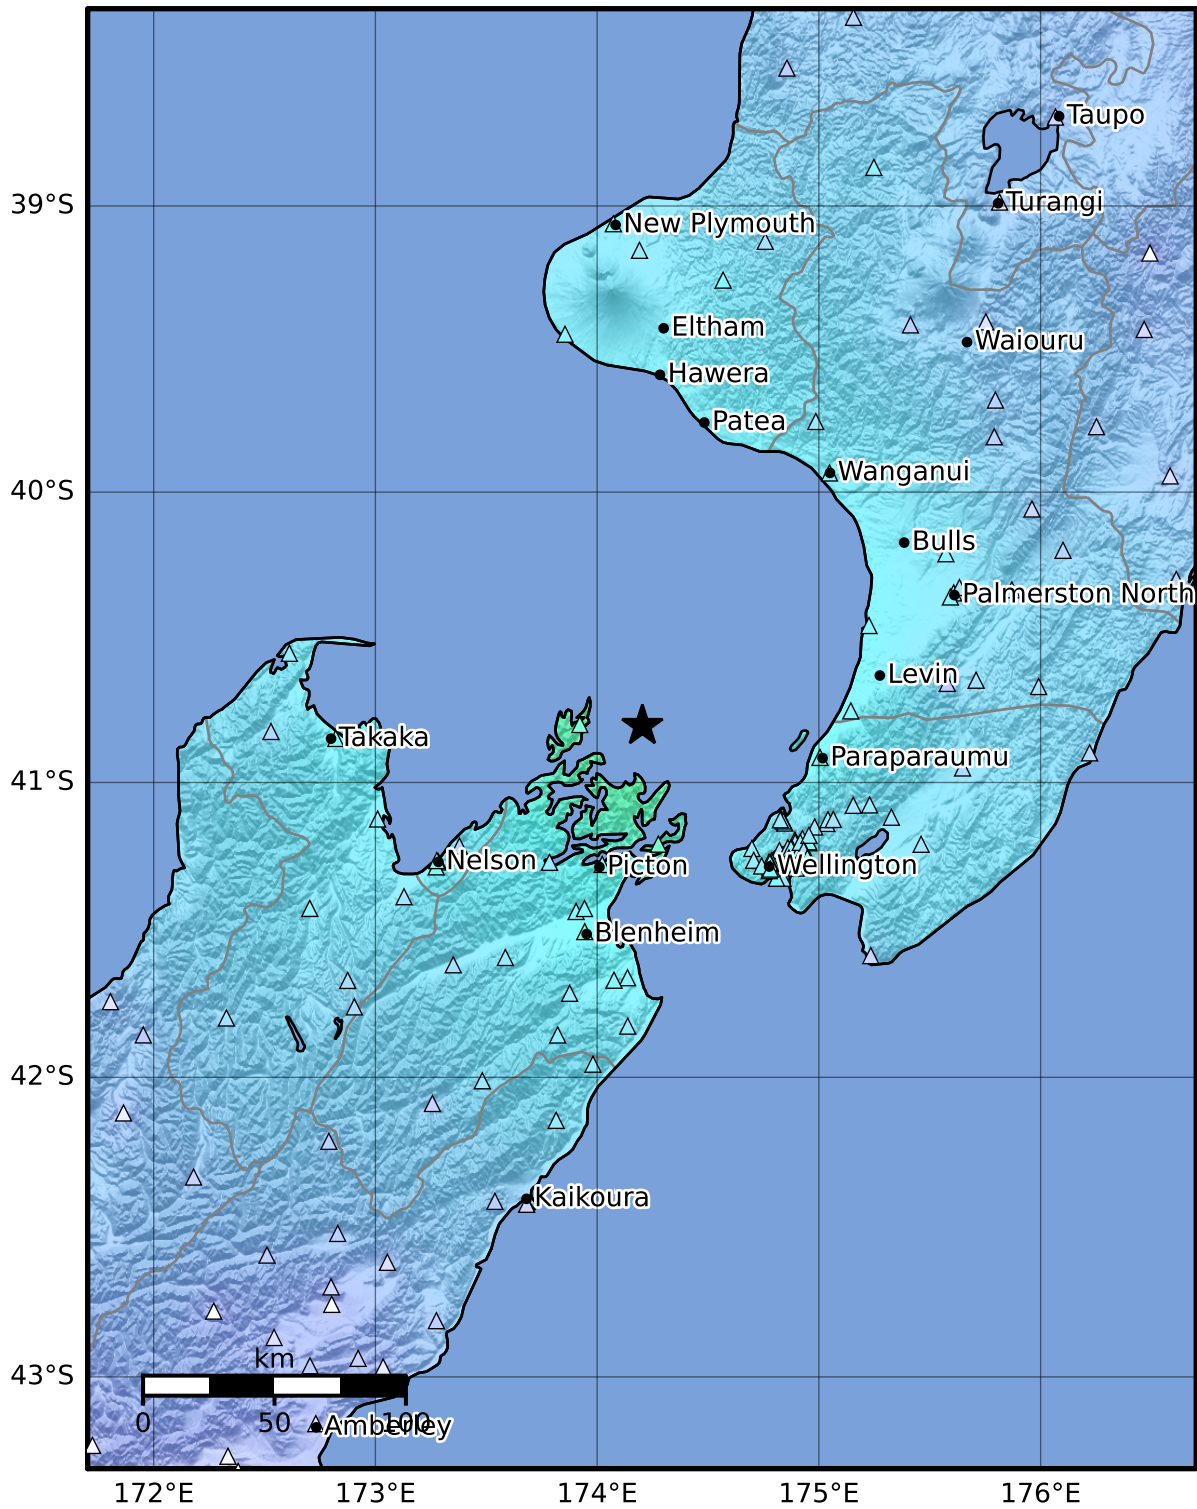 Taupo
39°S
Turangi
New Plymouth
Eltham
Waiouru
Hawera
Patea
Wanganui
40°S
Bulls
Palmerston North
Levin
Takaka
Paraparaumu
41°S
Nelson
Picton
Wellington
Blenheim
42°S
Kaikoura
km
43°S
0 50 100
Amberley
172°E 173°E 174°E 175°E 176°E